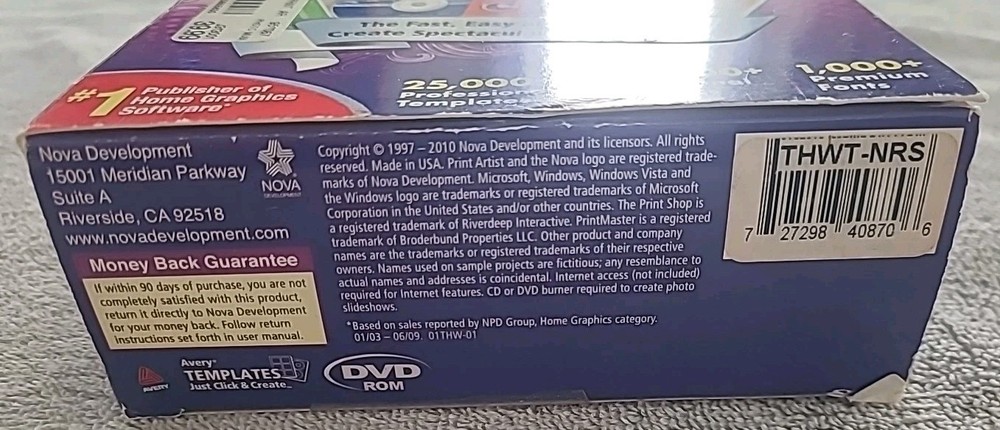 The Fast, Easy
Create Spectacul
#1 Publisher of
Home Graphics
Software*
25,000
Professional
Templates
1,000+
Premium
Fonts
Nova Development
15001 Meridian Parkway
Suite A
Riverside, CA 92518
www.novadevelopment.com
NOVA
DEVELOPMENT
Money Back Guarantee
If within 90 days of purchase, you are not
completely satisfied with this product,
return it directly to Nova Development
for your money back. Follow return
instructions set forth in user manual.
Copyright © 1997 – 2010 Nova Development and its licensors. All rights
reserved. Made in USA. Print Artist and the Nova logo are registered trade-
marks of Nova Development. Microsoft, Windows, Windows Vista and
the Windows logo are trademarks or registered trademarks of Microsoft
Corporation in the United States and/or other countries. The Print Shop is
a registered trademark of Riverdeep Interactive. PrintMaster is a registered
trademark of Broderbund Properties LLC. Other product and company
names are the trademarks or registered trademarks of their respective
owners. Names used on sample projects are fictitious; any resemblance to
actual names and addresses is coincidental. Internet access (not included)
required for Internet features. CD or DVD burner required to create photo
slideshows.
*Based on sales reported by NPD Group, Home Graphics category.
01/03 – 06/09. 01THW-01
THWT-NRS
7 27298 40870 6
AVERY
Avery®
TEMPLATES
Just Click & Create
DVD
ROM